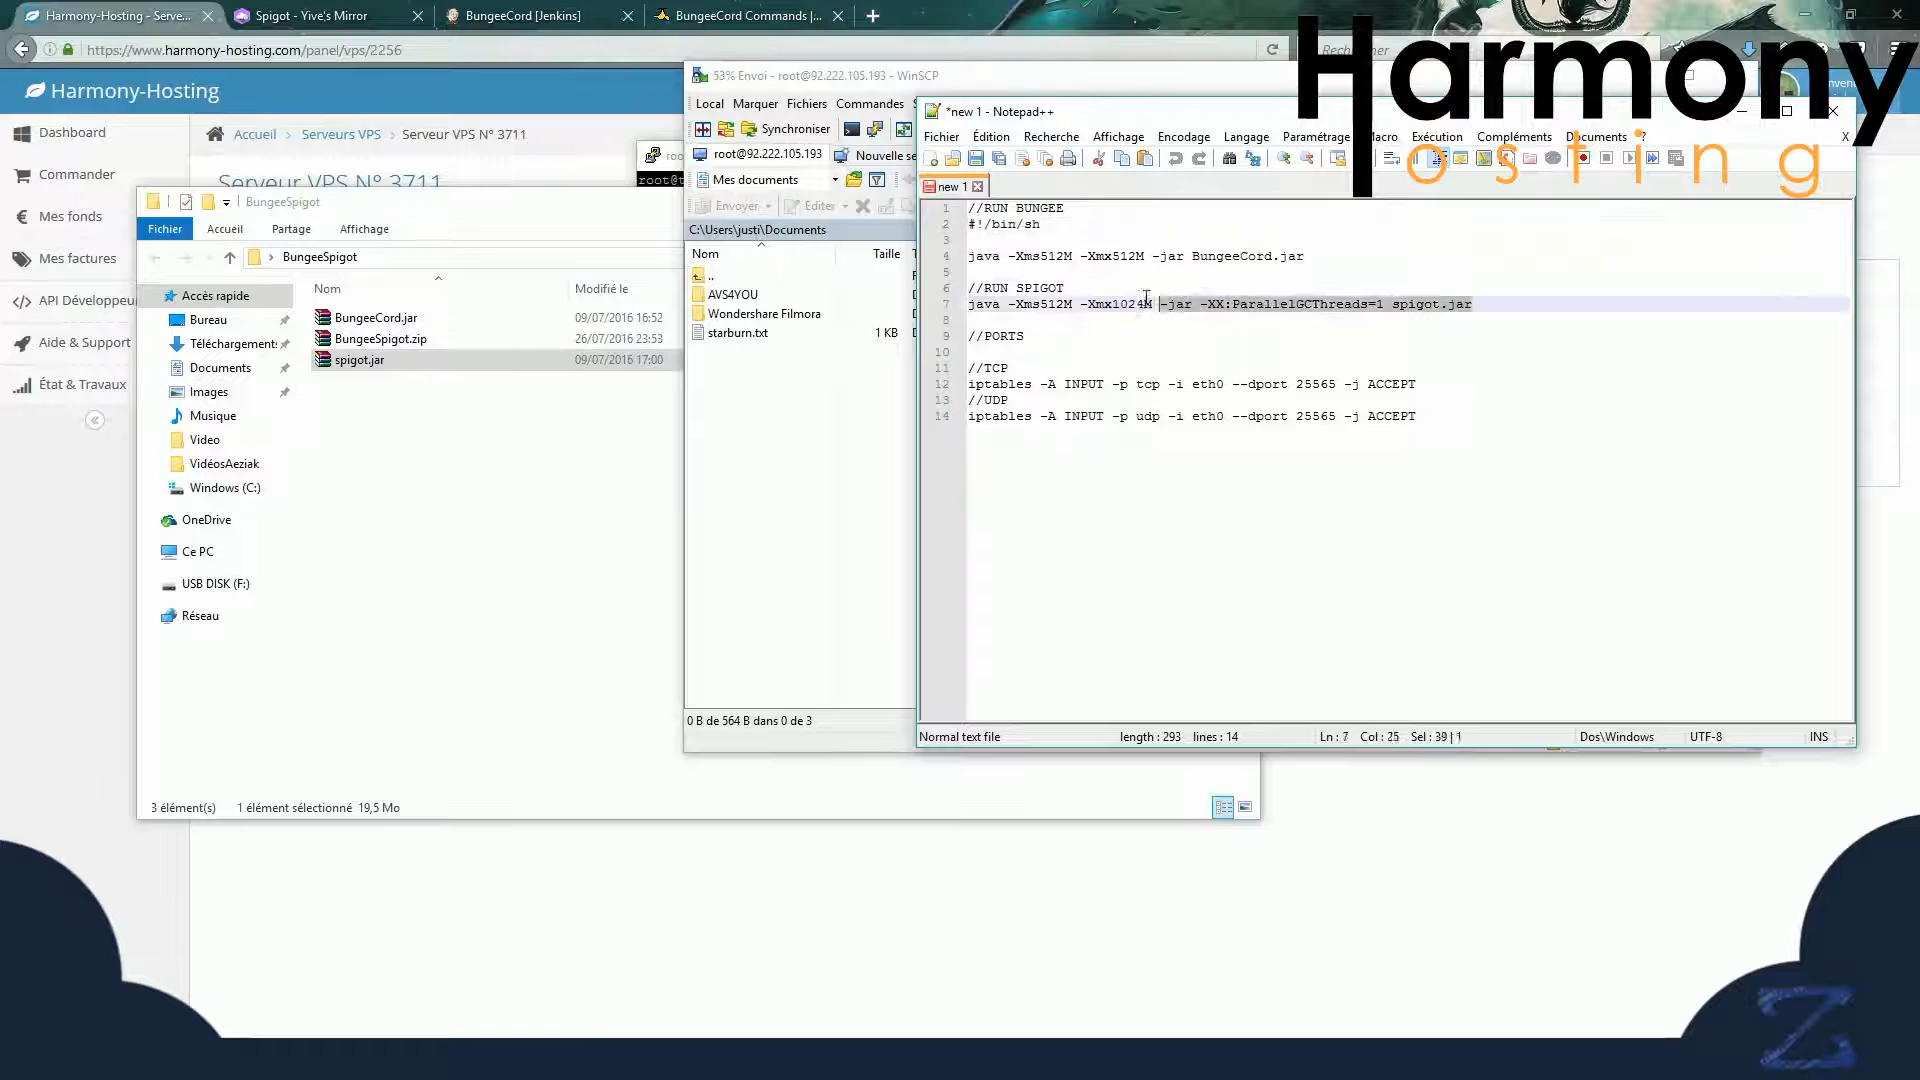 Harmony-Hosting - Serve...
Spigot - Yive's Mirror
BungeeCord [Jenkins]
BungeeCord Commands |...
https://www.harmony-hosting.com/panel/vps/2256
Rechercher
Harmony
osting
Harmony-Hosting
Dashboard
Commander
Mes fonds
Mes factures
API Développeu
Aide & Support
État & Travaux
Accueil
Serveurs VPS
Serveur VPS N° 3711
Serveur VPS N° 3711
BungeeSpigot
Fichier
Accueil
Partage
Affichage
BungeeSpigot
Nom
Modifié le
BungeeCord.jar
09/07/2016 16:52
BungeeSpigot.zip
26/07/2016 23:53
spigot.jar
09/07/2016 17:00
Accès rapide
Bureau
Téléchargement:
Documents
Images
Musique
Video
VidéosAeziak
Windows (C:)
OneDrive
Ce PC
USB DISK (F:)
Réseau
3 élément(s)
1 élément sélectionné 19,5 Mo
53% Envoi - root@92.222.105.193 - WinSCP
Local
Marquer
Fichiers
Commandes
Synchroniser
root@92.222.105.193
Nouvelle se
Mes documents
Envoyer
Editer
C:\Users\justi\Documents
Nom
Taille
..
AVS4YOU
Wondershare Filmora
starburn.txt
1 KB
0 B de 564 B dans 0 de 3
*new 1 - Notepad++
Fichier
Édition
Recherche
Affichage
Encodage
Langage
Paramétrage
Macro
Exécution
Compléments
Documents
?
X
new 1
1 //RUN BUNGEE
2 #!/bin/sh
3
4 java -Xms512M -Xmx512M -jar BungeeCord.jar
5
6 //RUN SPIGOT
7 java -Xms512M -Xmx1024M -jar -XX:ParallelGCThreads=1 spigot.jar
8
9 //PORTS
10
11 //TCP
12 iptables -A INPUT -p tcp -i eth0 --dport 25565 -j ACCEPT
13 //UDP
14 iptables -A INPUT -p udp -i eth0 --dport 25565 -j ACCEPT
Normal text file
length : 293 lines : 14
Ln : 7 Col : 25 Sel : 39 | 1
Dos\Windows
UTF-8
INS
Z